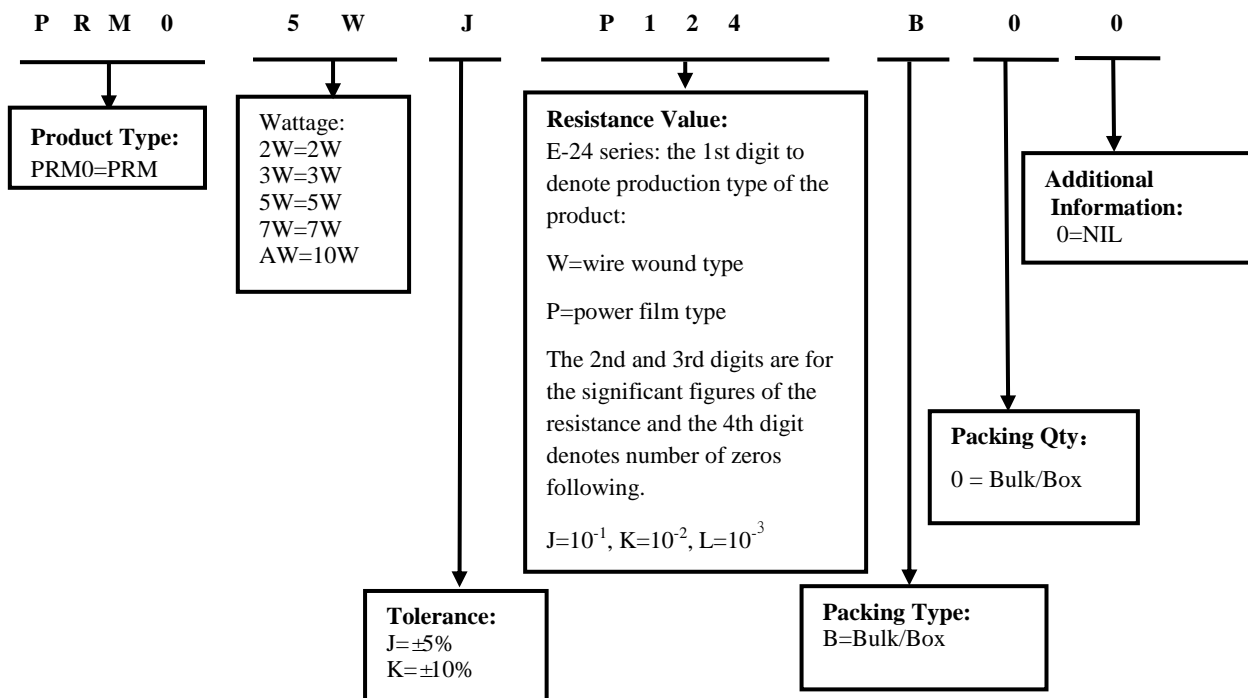 P R M 0 5 W J P 1 2 4 B 0 0
Product Type:
PRM0=PRM
Wattage:
2W=2W
3W=3W
5W=5W
7W=7W
AW=10W
Resistance Value:
E-24 series: the 1st digit to
denote production type of the
product:
W=wire wound type
P=power film type
The 2nd and 3rd digits are for
the significant figures of the
resistance and the 4th digit
denotes number of zeros
following.
J=10⁻¹, K=10⁻², L=10⁻³
Additional
Information:
0=NIL
Packing Qty：
0 = Bulk/Box
Tolerance:
J=±5%
K=±10%
Packing Type:
B=Bulk/Box